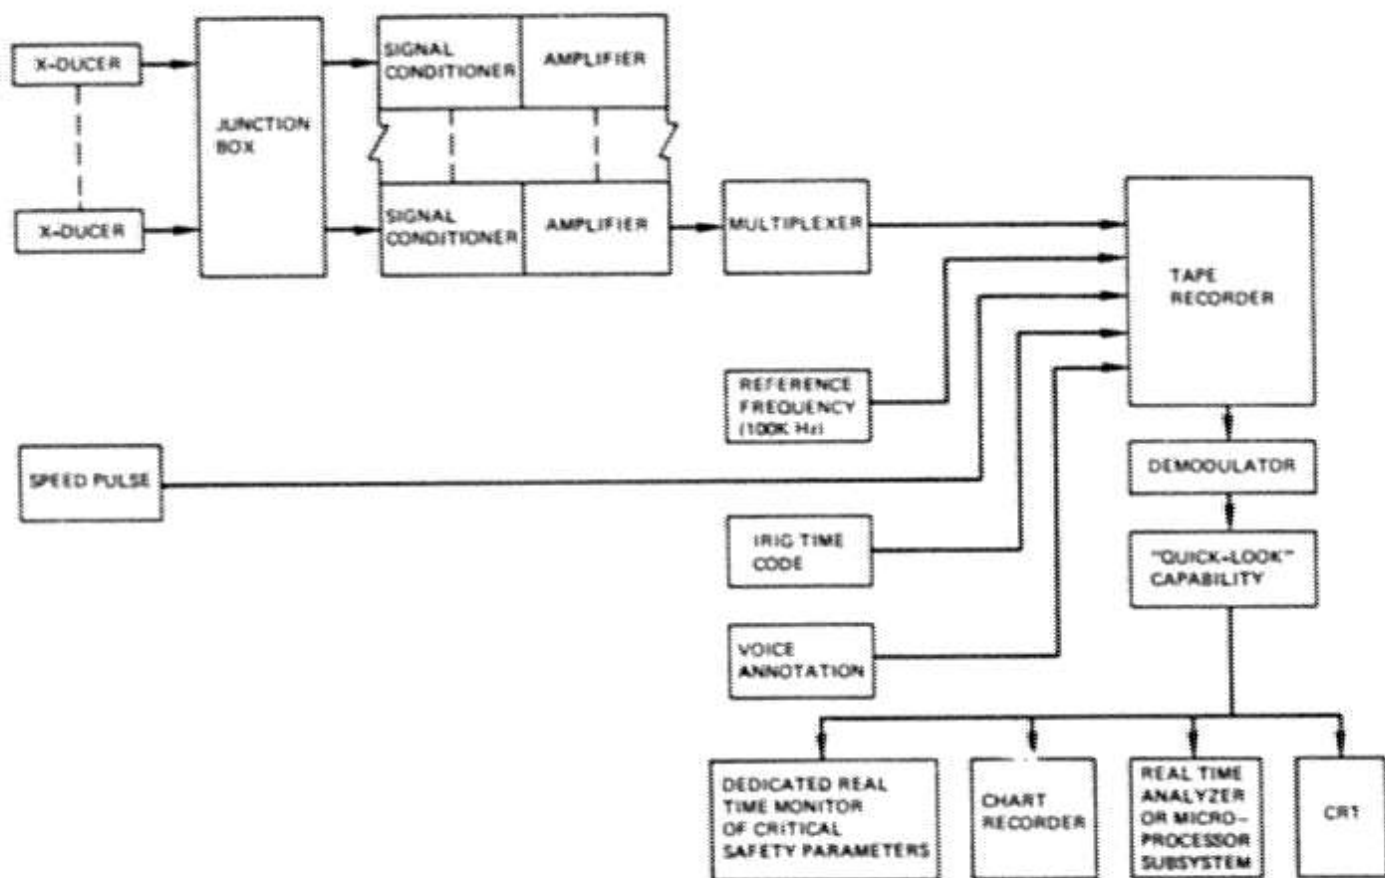 X-DUCER
JUNCTION
BOX
SIGNAL
CONDITIONER
AMPLIFIER
X-DUCER
SIGNAL
CONDITIONER
AMPLIFIER
MULTIPLEXER
TAPE
RECORDER
REFERENCE
FREQUENCY
(100K Hz)
SPEED PULSE
DEMODULATOR
IRIG TIME
CODE
"QUICK-LOOK"
CAPABILITY
VOICE
ANNOTATION
DEDICATED REAL
TIME MONITOR
OF CRITICAL
SAFETY PARAMETERS
CHART
RECORDER
REAL TIME
ANALYZER
OR MICRO-
PROCESSOR
SUBSYSTEM
CRT